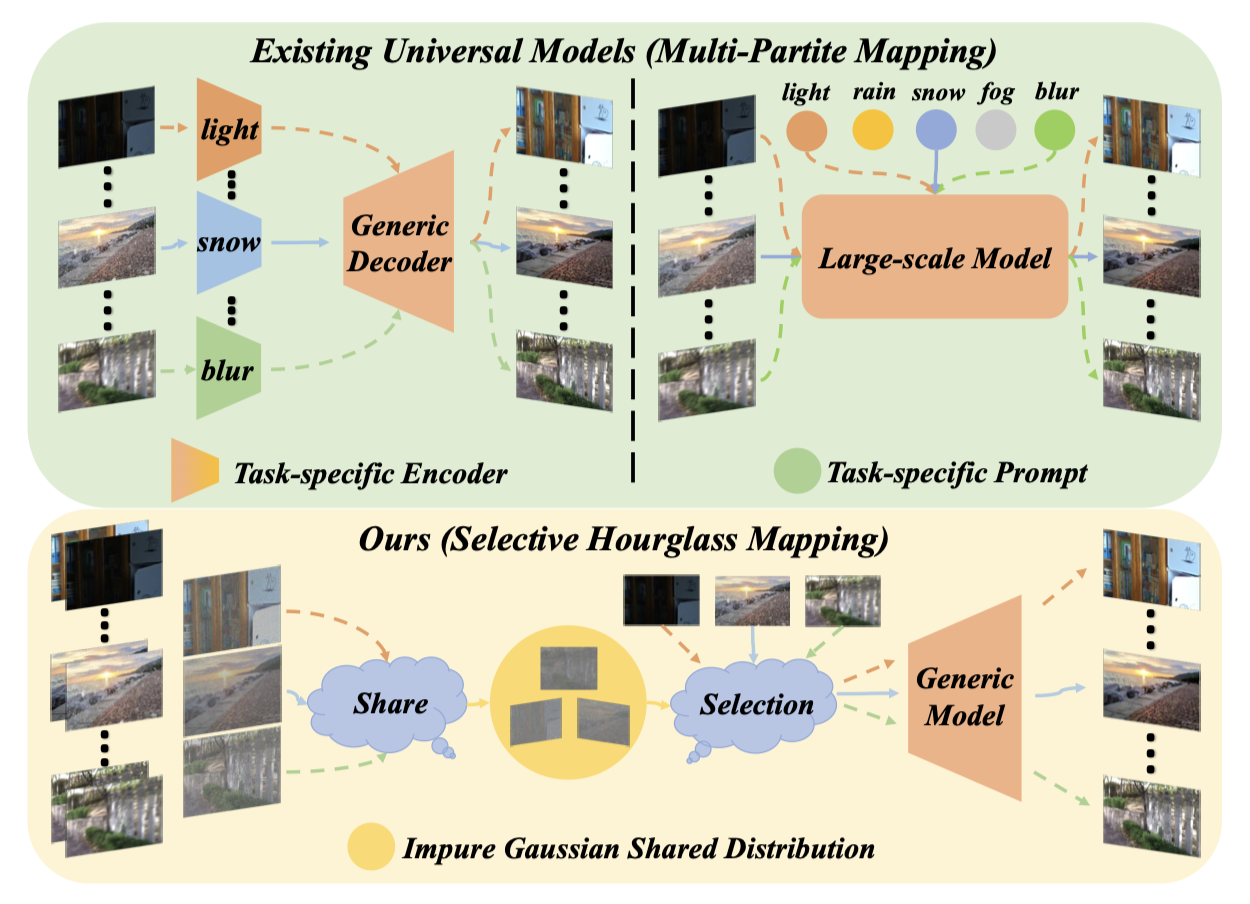 Existing Universal Models (Multi-Partite Mapping)
light
snow
blur
Generic
Decoder
Task-specific Encoder
light rain snow fog blur
Large-scale Model
Task-specific Prompt
Ours (Selective Hourglass Mapping)
Share
Selection
Generic
Model
Impure Gaussian Shared Distribution